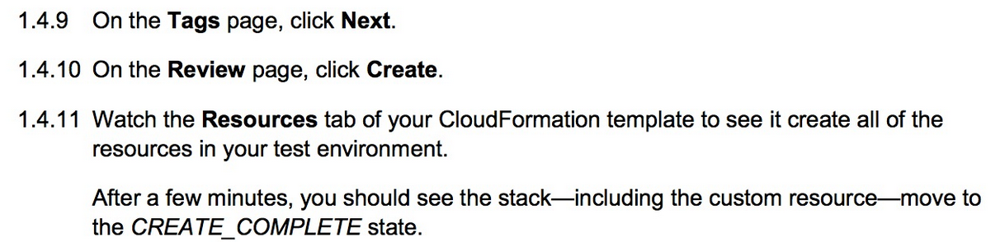 1.4.9 On the Tags page, click Next.
1.4.10 On the Review page, click Create.
1.4.11 Watch the Resources tab of your CloudFormation template to see it create all of the
resources in your test environment.
After a few minutes, you should see the stack—including the custom resource—move to
the CREATE_COMPLETE state.